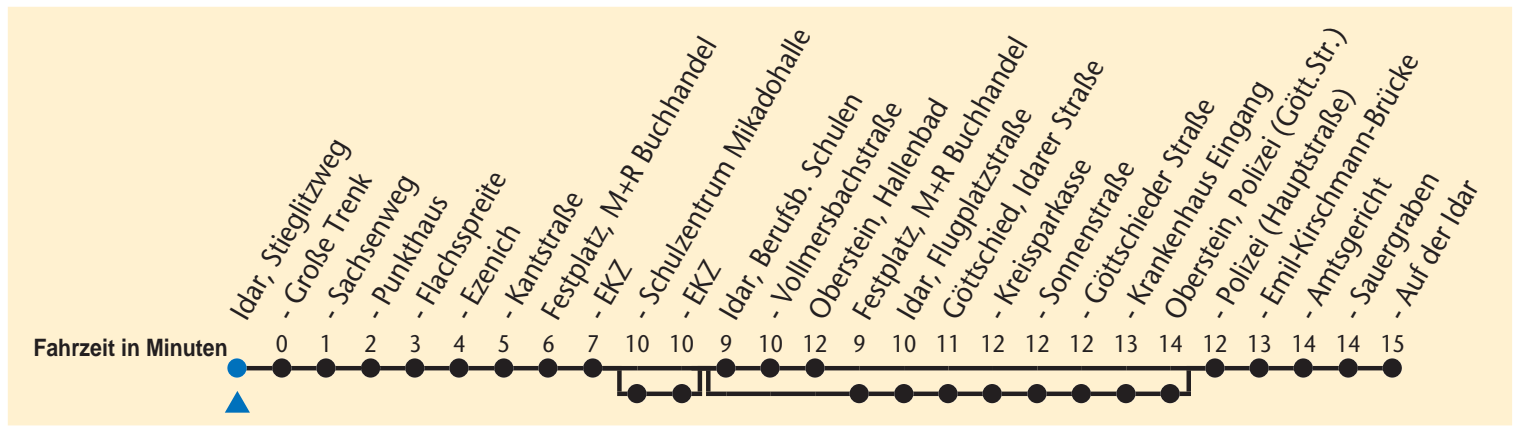 Idar, Stieglitzweg
- Große Trenk
- Sachsenweg
- Punkthaus
- Flachsspreite
- Ezenich
- Kantstraße
Festplatz, M+R Buchhandel
- EKZ
- Schulzentrum Mikadohalle
- EKZ
Idar, Berufsb. Schulen
- Vollmersbachstraße
Oberstein, Hallenbad
Festplatz, M+R Buchhandel
Idar, Flugplatzstraße
Göttschied, Idarer Straße
- Kreissparkasse
- Sonnenstraße
- Göttschieder Straße
- Krankenhaus Eingang
Oberstein, Polizei (Gött.Str.)
- Polizei (Hauptstraße)
- Emil-Kirschmann-Brücke
- Amtsgericht
- Sauergraben
- Auf der Idar
Fahrzeit in Minuten 0 1 2 3 4 5 6 7 10 10 9 10 12 9 10 11 12 12 12 13 14 12 13 14 14 15